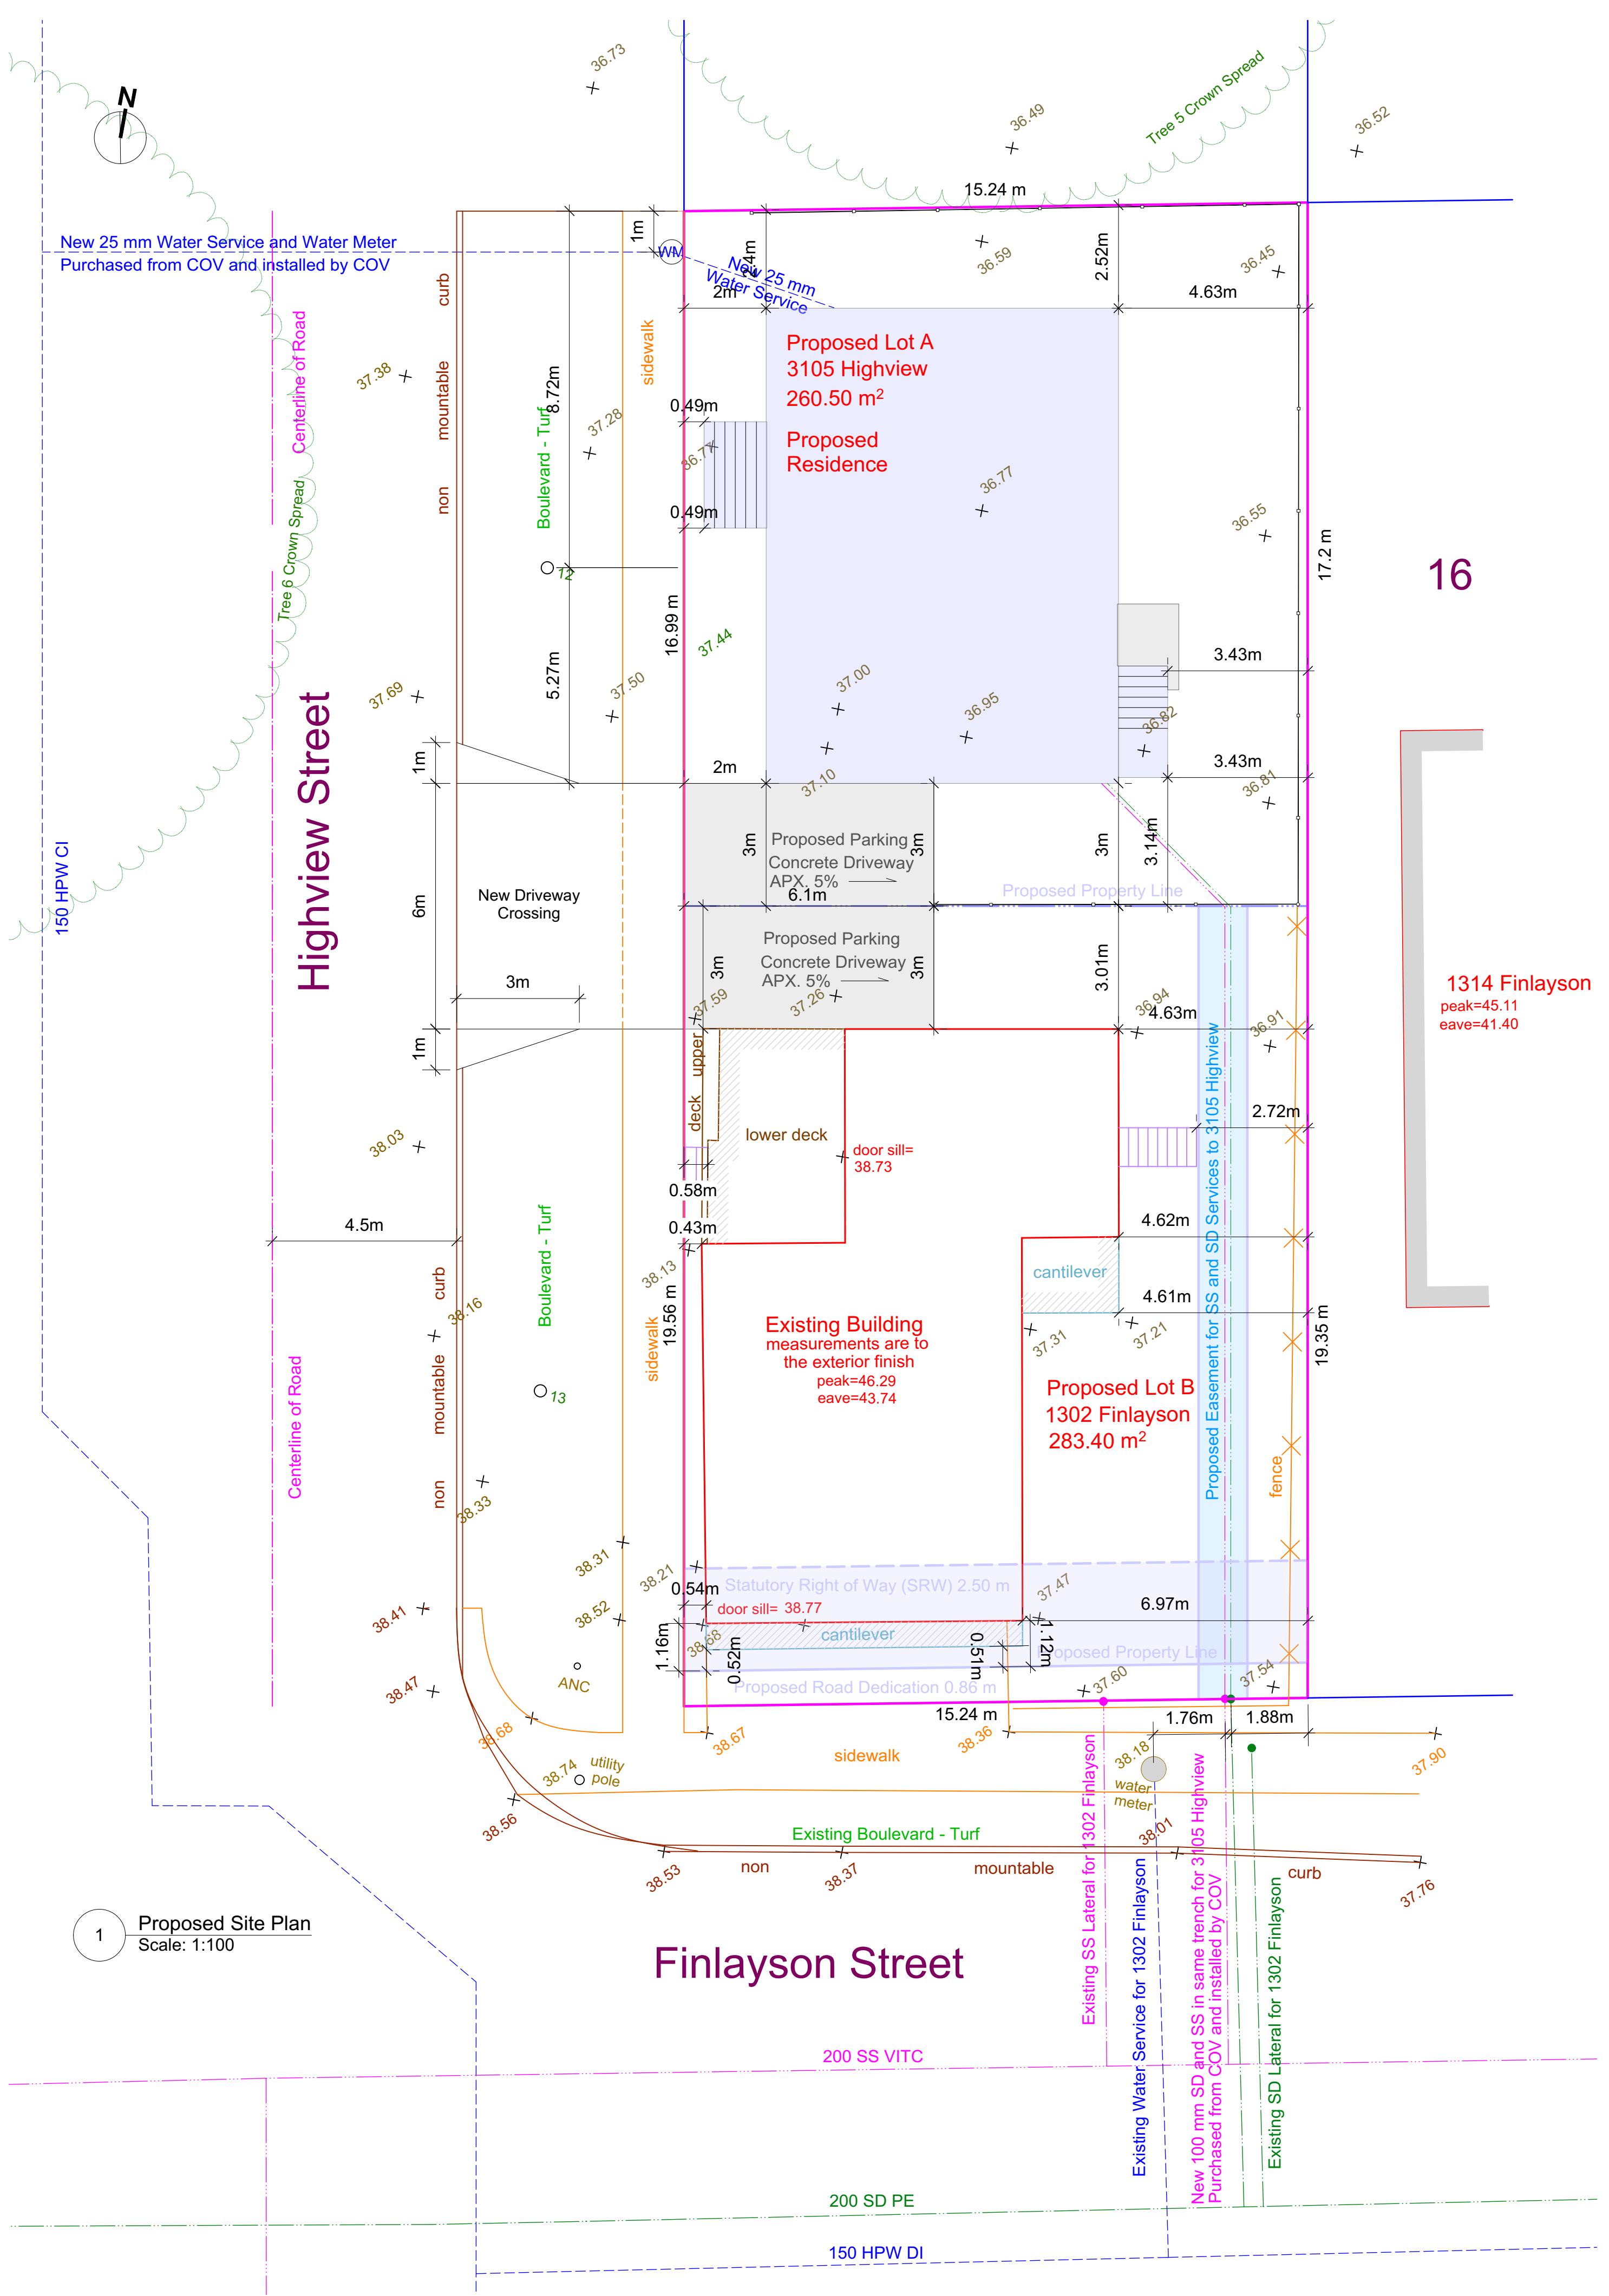 36.73
N
36.49
Tree 5 Crown Spread
36.52
15.24 m
New 25 mm Water Service and Water Meter
Purchased from COV and installed by COV
1m
WM
2.4m
New 25 mm
Water Service
2m
36.59
2.52m
36.45
4.63m
curb
mountable
non
Centerline of Road
sidewalk
37.38
8.72m
Boulevard - Turf
37.28
0.49m
36.77
0.49m
Proposed Lot A
3105 Highview
260.50 m²
Proposed
Residence
36.77
36.55
17.2 m
16
Tree 6 Crown Spread
12
16.99 m
37.44
5.27m
37.50
37.69
37.00
36.95
36.82
3.43m
3.43m
1m
2m
37.10
36.81
Highview Street
150 HPW CI
6m
New Driveway
Crossing
3m
Proposed Parking
Concrete Driveway
APX. 5%
3m
3m
3.14m
6.1m
Proposed Property Line
Proposed Parking
Concrete Driveway
APX. 5%
3m
3m
3.01m
3m
37.59
37.26
36.94
4.63m
36.91
1314 Finlayson
peak=45.11
eave=41.40
1m
upper
deck
lower deck
door sill=
38.73
2.72m
38.03
0.58m
0.43m
4.5m
4.62m
Boulevard - Turf
38.13
cantilever
4.61m
curb
mountable
non
38.16
19.56 m
sidewalk
Existing Building
measurements are to
the exterior finish
peak=46.29
eave=43.74
37.31
37.21
19.35 m
Proposed Lot B
1302 Finlayson
283.40 m²
Proposed Easement for SS and SD Services to 3105 Highview
fence
13
Centerline of Road
38.33
38.31
38.21
Statutory Right of Way (SRW) 2.50 m
37.47
0.54m
door sill= 38.77
6.97m
38.41
38.52
1.16m
38.68
0.52m
cantilever
0.51m
1.12m
Proposed Property Line
ANC
38.47
Proposed Road Dedication 0.86 m
37.60
37.54
15.24 m
1.76m
1.88m
38.68
38.67
38.36
sidewalk
38.18
37.90
38.74
utility
pole
water
meter
38.56
Existing Boulevard - Turf
38.01
38.53
non
38.37
mountable
curb
37.76
1
Proposed Site Plan
Scale: 1:100
Finlayson Street
Existing SS Lateral for 1302 Finlayson
Existing Water Service for 1302 Finlayson
New 100 mm SD and SS in same trench for 3105 Highview
Purchased from COV and installed by COV
Existing SD Lateral for 1302 Finlayson
200 SS VITC
200 SD PE
150 HPW DI